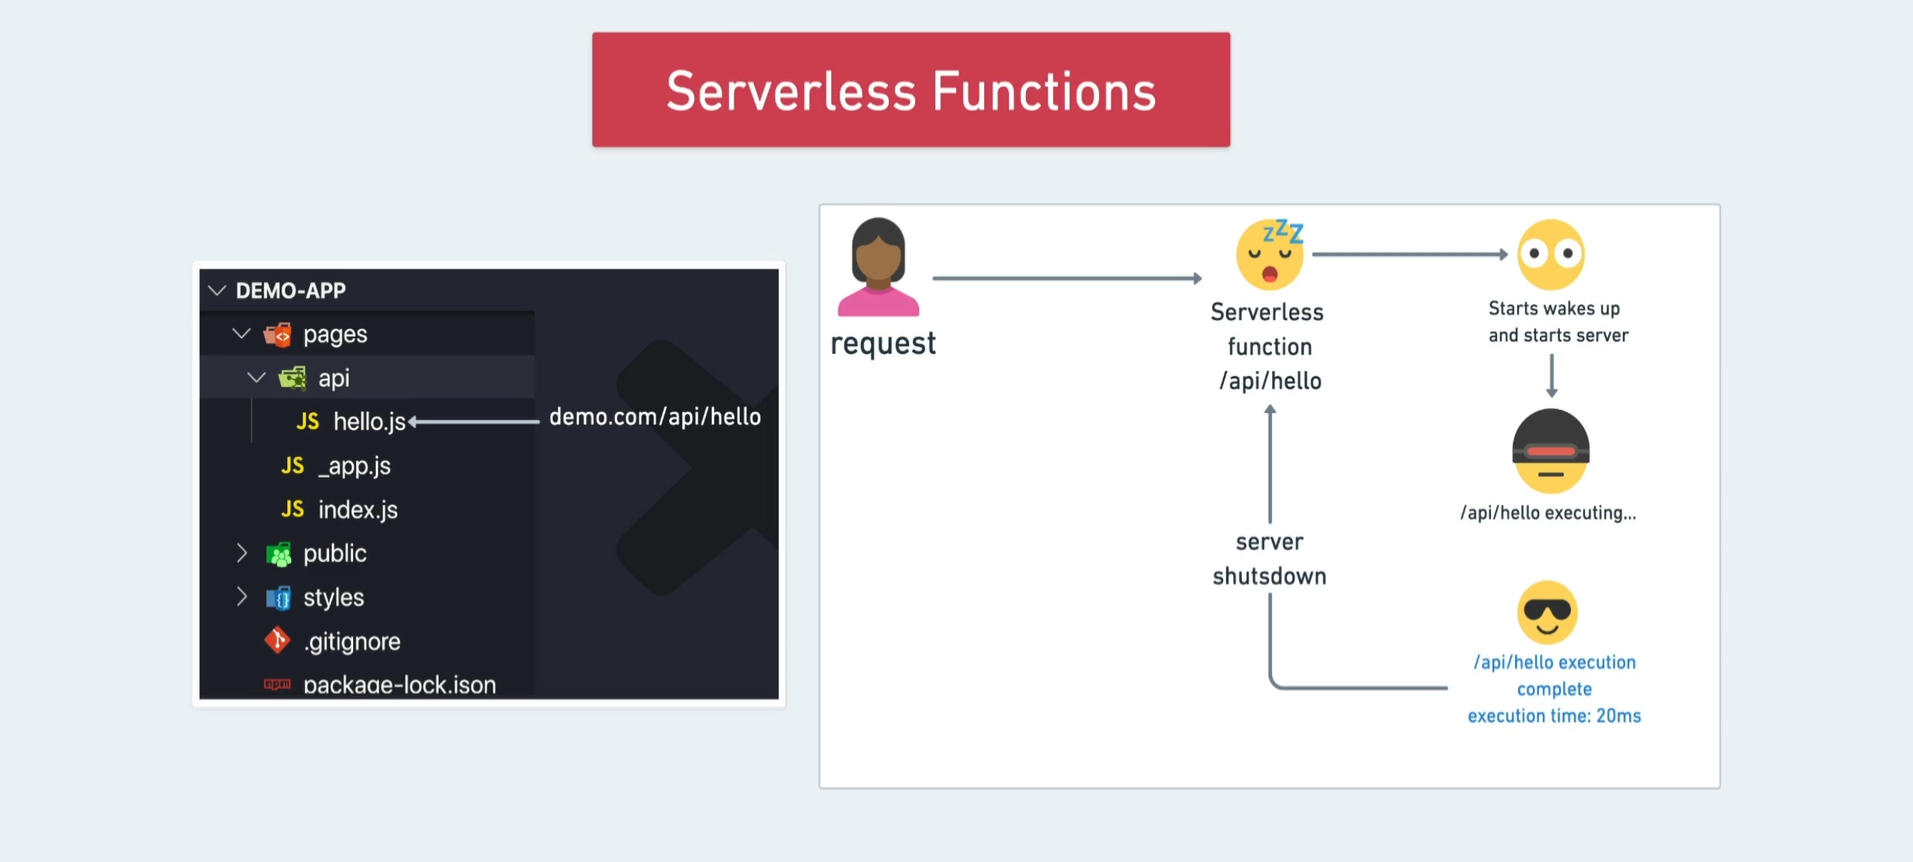 Serverless Functions
DEMO-APP
pages
api
JS hello.js
demo.com/api/hello
JS _app.js
JS index.js
public
styles
.gitignore
npm package-lock.json
request
zZZ
Serverless
function
/api/hello
Starts wakes up
and starts server
/api/hello executing...
server
shutsdown
/api/hello execution
complete
execution time: 20ms